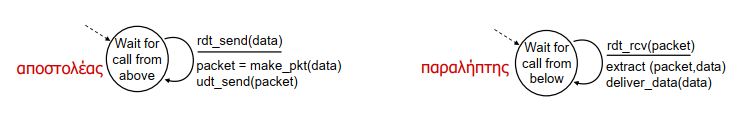 αποστολέας
Wait for
call from
above
rdt_send(data)
packet = make_pkt(data)
udt_send(packet)
παραλήπτης
Wait for
call from
below
rdt_rcv(packet)
extract (packet,data)
deliver_data(data)